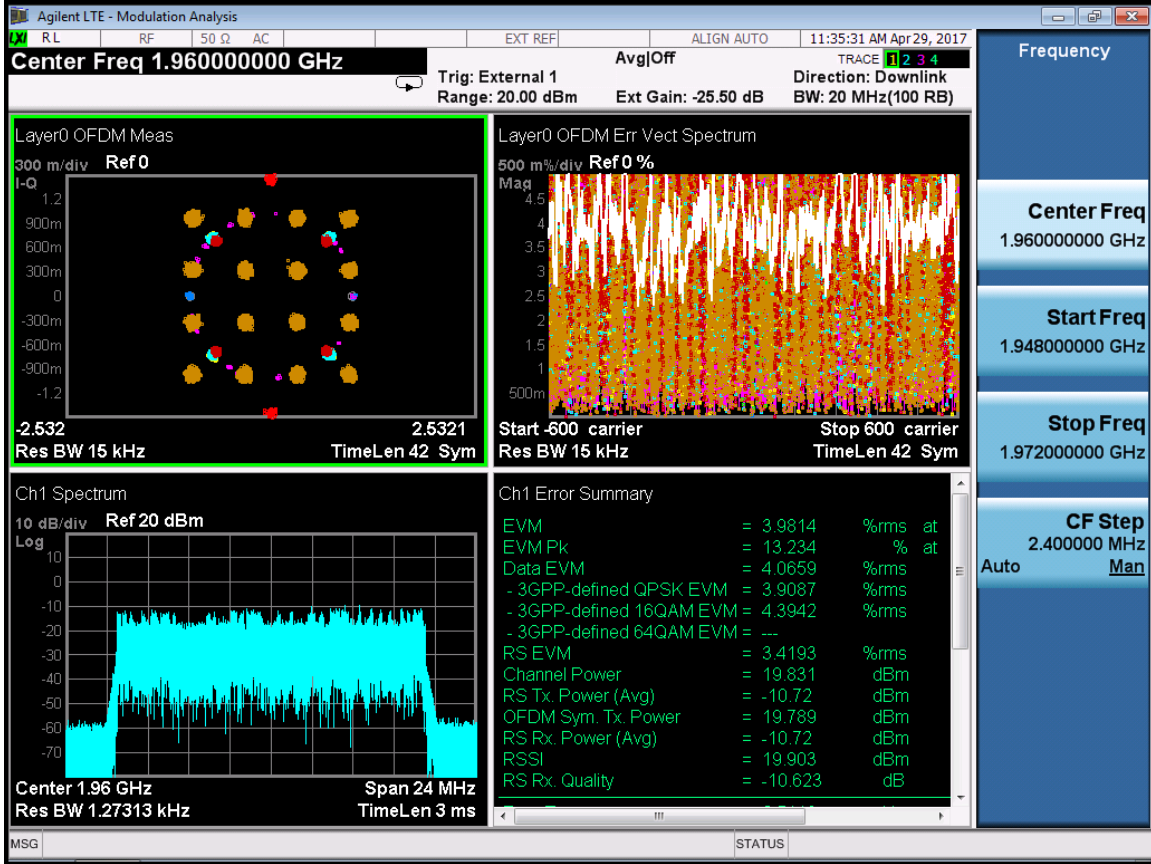 Agilent LTE - Modulation Analysis
LXI RL RF 50 Ω AC EXT REF ALIGN AUTO 11:35:31 AM Apr 29, 2017
Center Freq 1.960000000 GHz
Avg|Off
TRACE 1 2 3 4
Trig: External 1
Direction: Downlink
Range: 20.00 dBm Ext Gain: -25.50 dB BW: 20 MHz(100 RB)
Layer0 OFDM Meas
300 m/div Ref 0
I-Q
1.2
900m
600m
300m
0
-300m
-600m
-900m
-1.2
-2.532 2.5321
Res BW 15 kHz TimeLen 42 Sym
Layer0 OFDM Err Vect Spectrum
500 m%/div Ref 0 %
Mag
4.5
4
3.5
3
2.5
2
1.5
1
500m
Start -600 carrier Stop 600 carrier
Res BW 15 kHz TimeLen 42 Sym
Ch1 Spectrum
10 dB/div Ref 20 dBm
Log
10
0
-10
-20
-30
-40
-50
-60
-70
Center 1.96 GHz Span 24 MHz
Res BW 1.27313 kHz TimeLen 3 ms
Ch1 Error Summary
EVM = 3.9814 %rms at
EVM Pk = 13.234 % at
Data EVM = 4.0659 %rms
- 3GPP-defined QPSK EVM = 3.9087 %rms
- 3GPP-defined 16QAM EVM = 4.3942 %rms
- 3GPP-defined 64QAM EVM = ---
RS EVM = 3.4193 %rms
Channel Power = 19.831 dBm
RS Tx. Power (Avg) = -10.72 dBm
OFDM Sym. Tx. Power = 19.789 dBm
RS Rx. Power (Avg) = -10.72 dBm
RSSI = 19.903 dBm
RS Rx. Quality = -10.623 dB
Frequency
Center Freq
1.960000000 GHz
Start Freq
1.948000000 GHz
Stop Freq
1.972000000 GHz
CF Step
2.400000 MHz
Auto Man
MSG STATUS